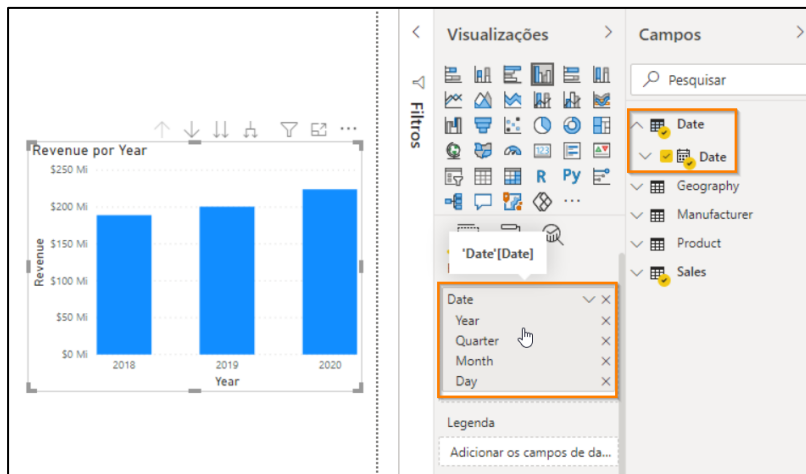 Revenue por Year
$250 Mi
$200 Mi
$150 Mi
$100 Mi
$50 Mi
$0 Mi
Revenue
2018
2019
2020
Year
Filtros
Visualizações
123
R
Py
'Date'[Date]
Date
Year
Quarter
Month
Day
Legenda
Adicionar os campos de da...
Campos
Pesquisar
Date
Date
Geography
Manufacturer
Product
Sales